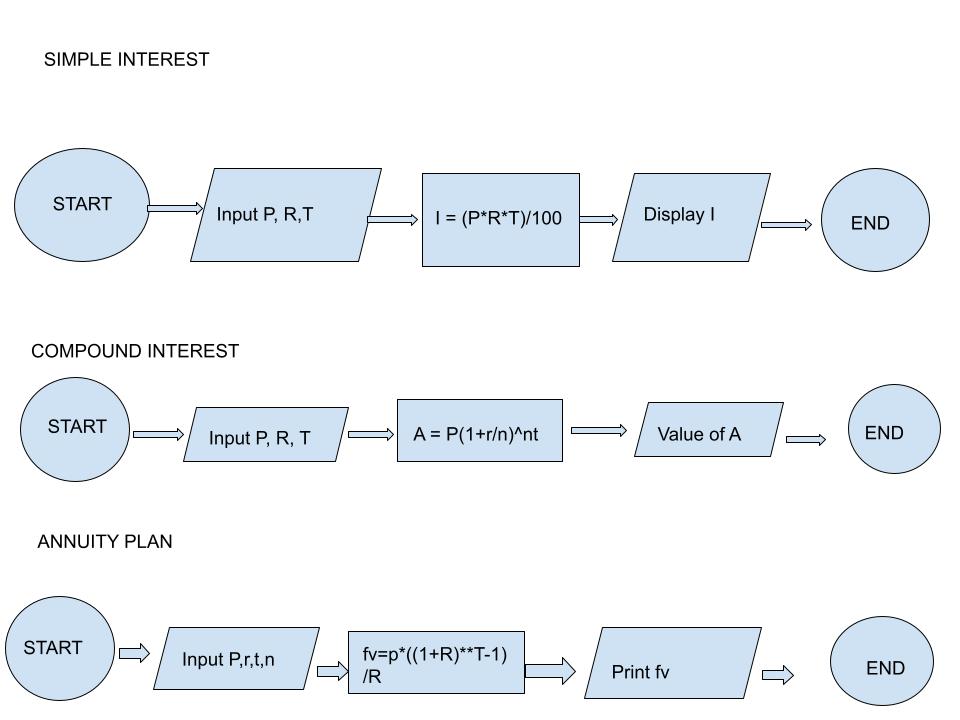 SIMPLE INTEREST
START
Input P, R,T
I = (P*R*T)/100
Display I
END
COMPOUND INTEREST
START
Input P, R, T
A = P(1+r/n)^nt
Value of A
END
ANNUITY PLAN
START
Input P,r,t,n
fv=p*((1+R)**T-1)
/R
Print fv
END